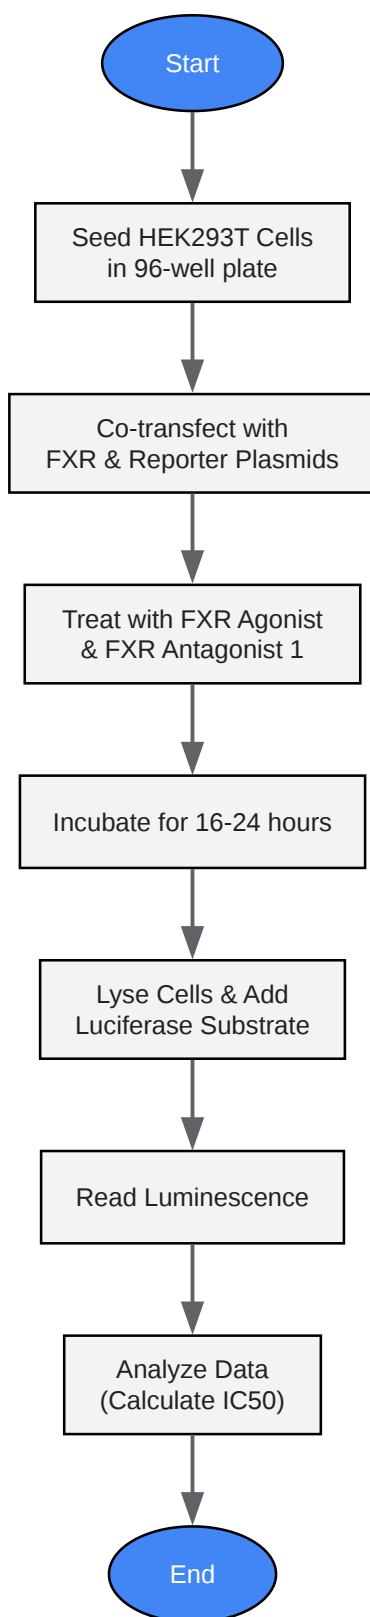 Start
Seed HEK293T Cells
in 96-well plate
Co-transfect with
FXR & Reporter Plasmids
Treat with FXR Agonist
& FXR Antagonist 1
Incubate for 16-24 hours
Lyse Cells & Add
Luciferase Substrate
Read Luminescence
Analyze Data
(Calculate IC50)
End